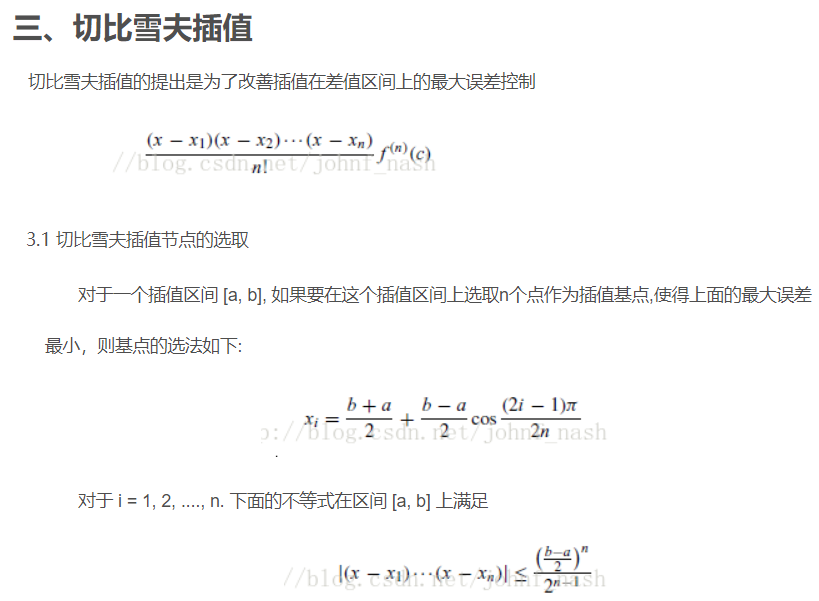 三、切比雪夫插值
切比雪夫插值的提出是为了改善插值在差值区间上的最大误差控制
\frac{(x - x_1)(x - x_2)\cdots(x - x_n)}{n!} f^{(n)}(c)
//blog.csdn.net/johnf_nash
3.1 切比雪夫插值节点的选取
对于一个插值区间 [a, b], 如果要在这个插值区间上选取n个点作为插值基点,使得上面的最大误差
最小，则基点的选法如下:
x_i = \frac{b + a}{2} + \frac{b - a}{2} \cos \frac{(2i - 1)\pi}{2n}
p://blog.csdn.net/johnf_nash
.
对于 i = 1, 2, ...., n. 下面的不等式在区间 [a, b] 上满足
|(x - x_1)\cdots(x - x_n)| \le \frac{\left(\frac{b-a}{2}\right)^n}{2^{n-1}}
//blog.csdn.net/johnf_nash